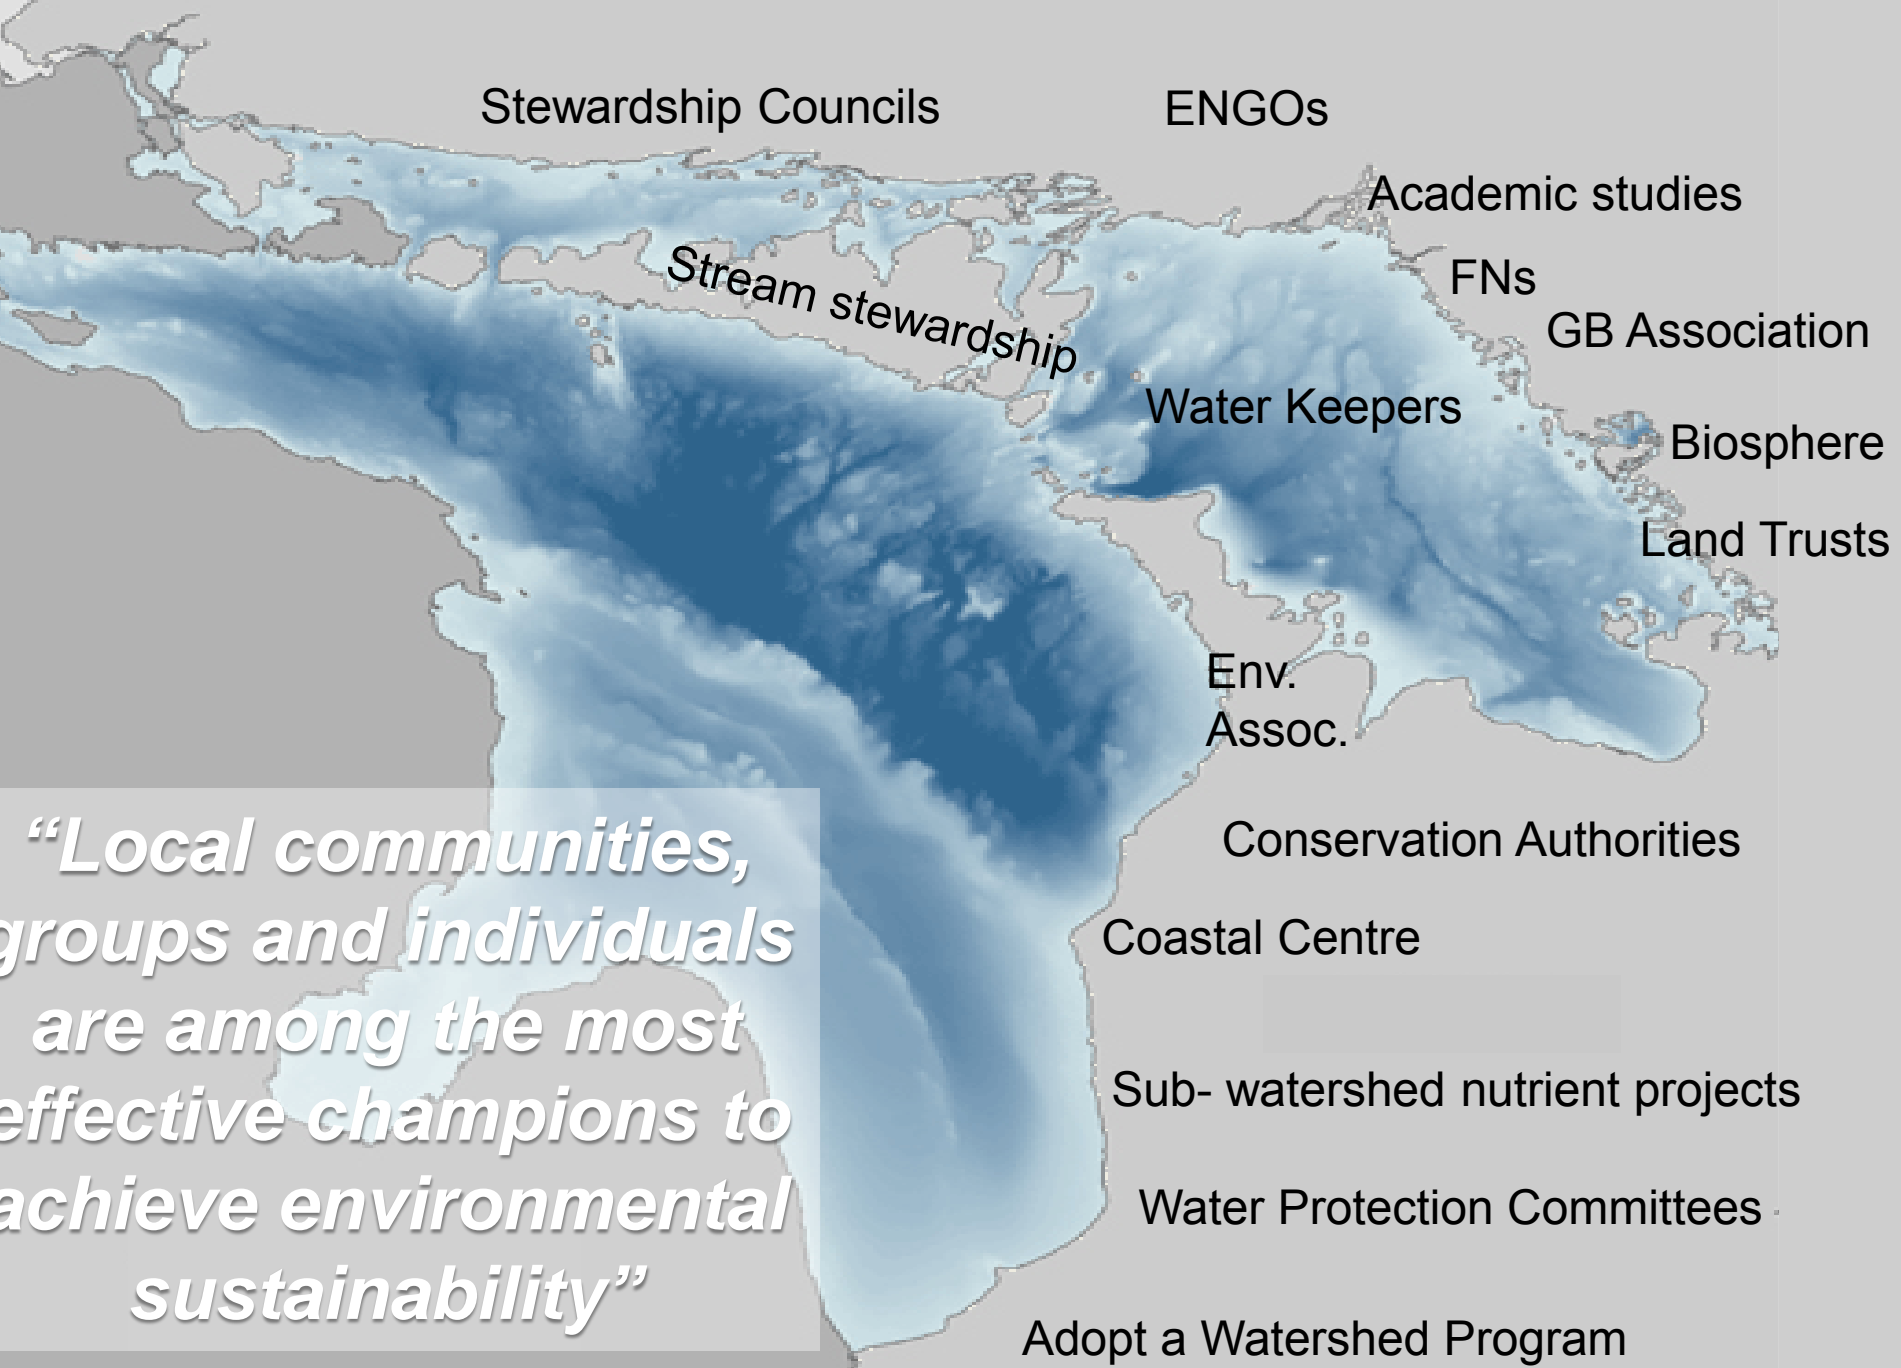 Stewardship Councils
ENGOs
Academic studies
FNs
Stream stewardship
GB Association
Water Keepers
Biosphere
Land Trusts
Env.
Assoc.
Conservation Authorities
Coastal Centre
Sub- watershed nutrient projects
Water Protection Committees
Adopt a Watershed Program
“Local communities,
groups and individuals
are among the most
effective champions to
achieve environmental
sustainability”